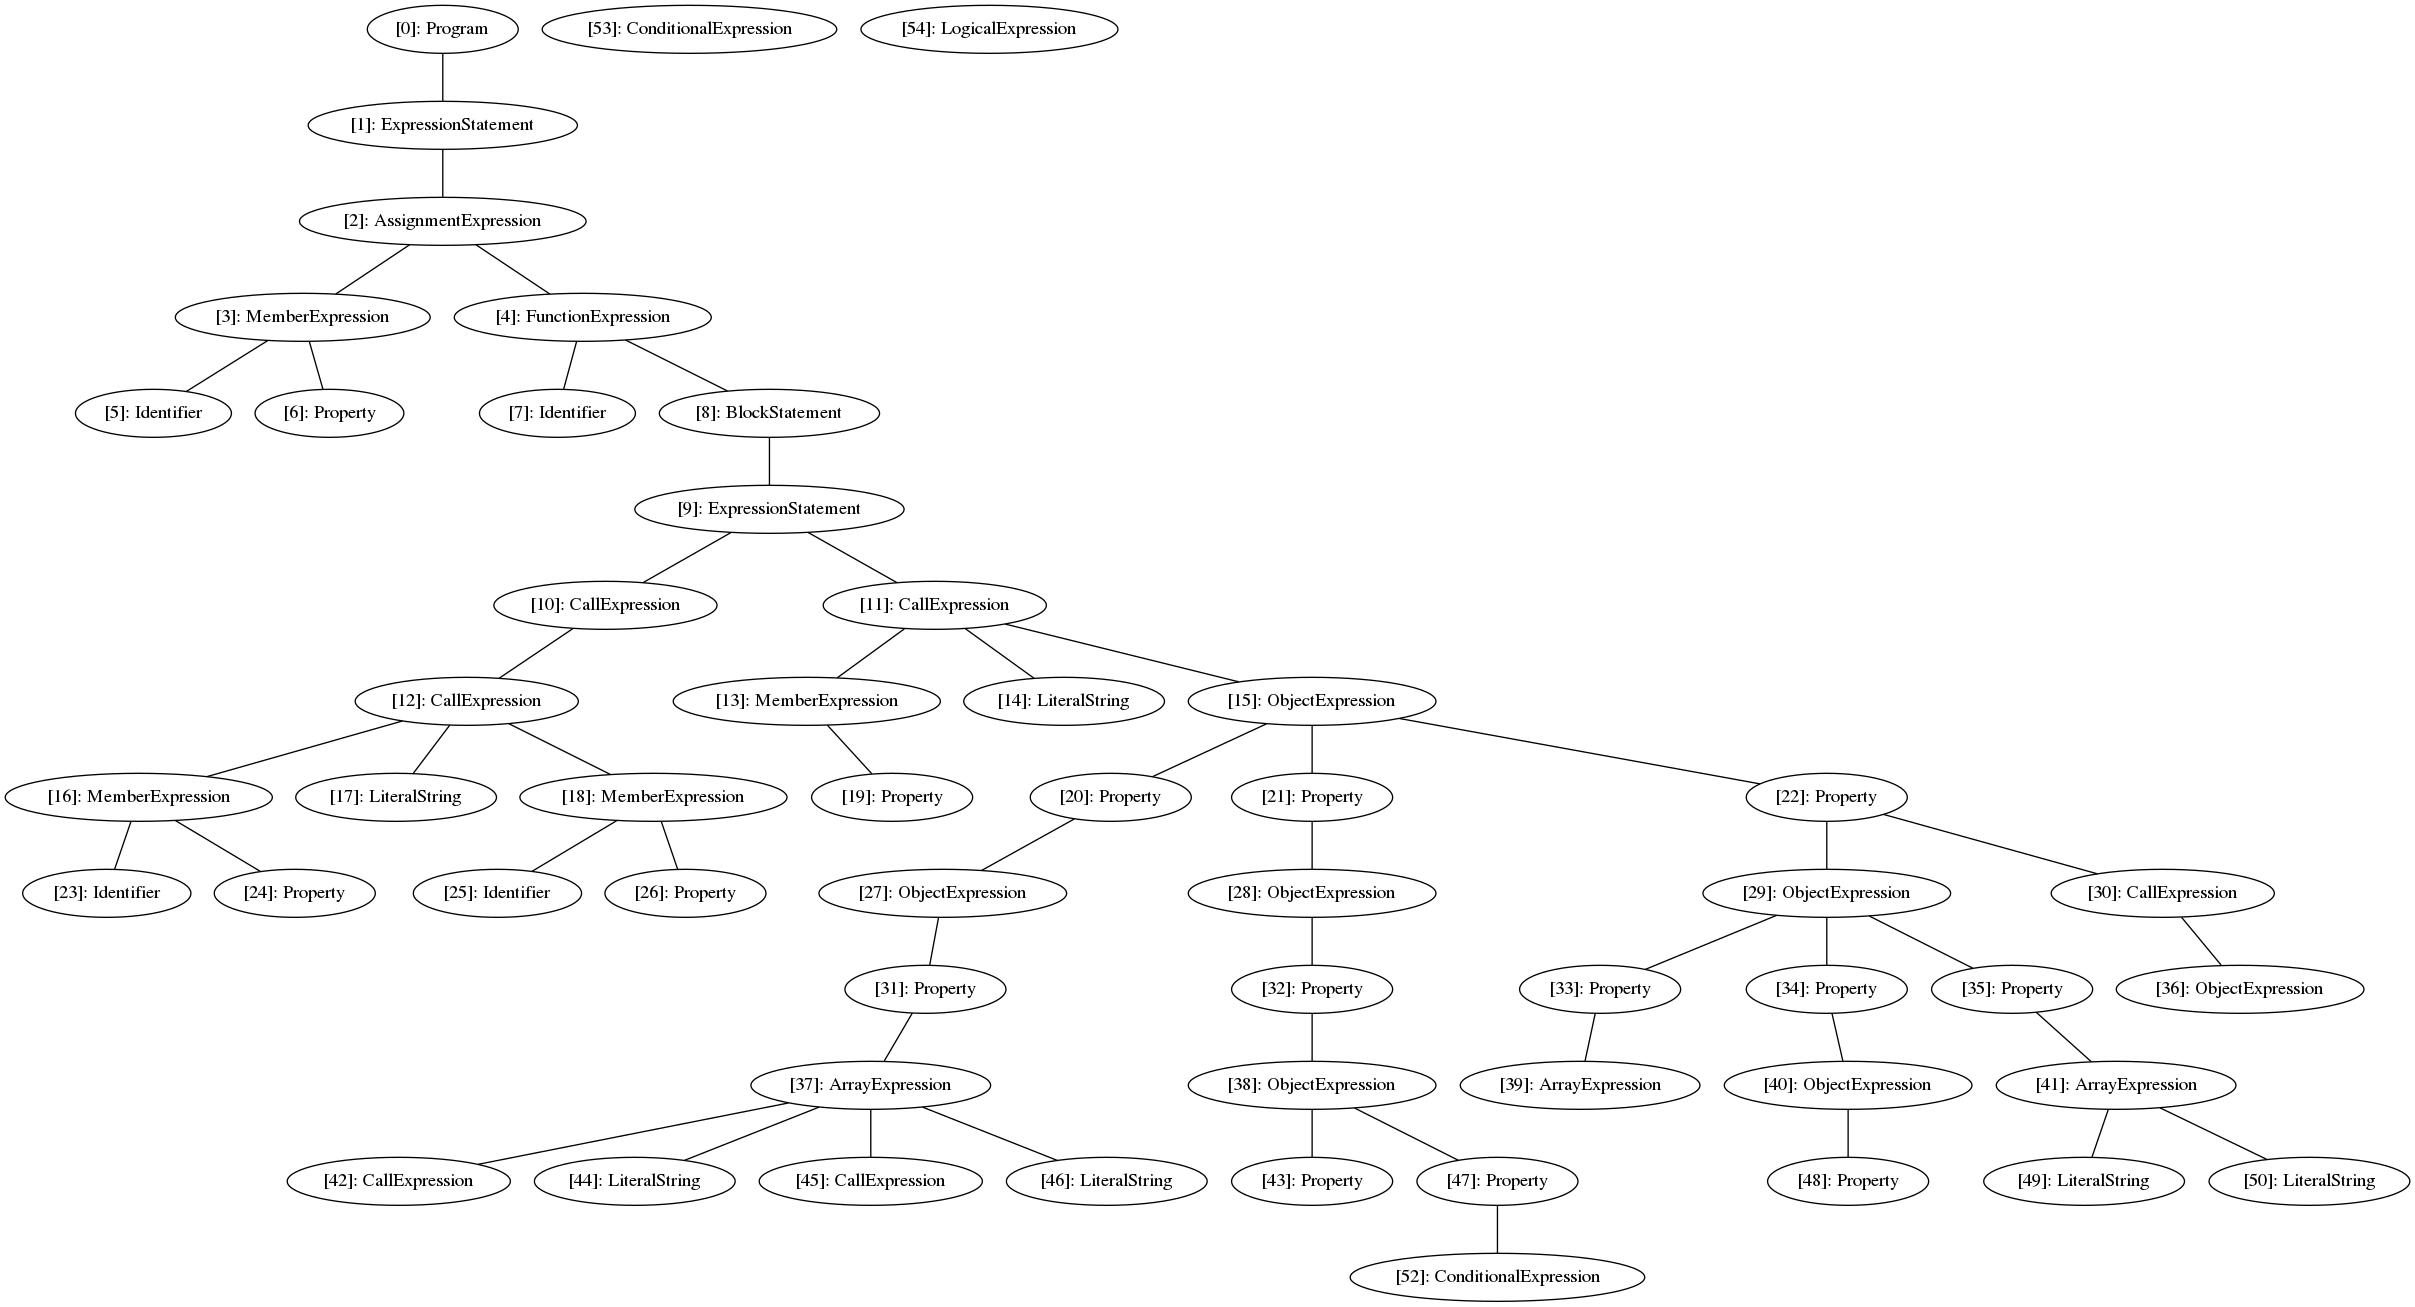 [0]: Program
[53]: ConditionalExpression
[54]: LogicalExpression
[1]: ExpressionStatement
[2]: AssignmentExpression
[3]: MemberExpression
[4]: FunctionExpression
[5]: Identifier
[6]: Property
[7]: Identifier
[8]: BlockStatement
[9]: ExpressionStatement
[10]: CallExpression
[11]: CallExpression
[12]: CallExpression
[13]: MemberExpression
[14]: LiteralString
[15]: ObjectExpression
[16]: MemberExpression
[17]: LiteralString
[18]: MemberExpression
[19]: Property
[20]: Property
[21]: Property
[22]: Property
[23]: Identifier
[24]: Property
[25]: Identifier
[26]: Property
[27]: ObjectExpression
[28]: ObjectExpression
[29]: ObjectExpression
[30]: CallExpression
[31]: Property
[32]: Property
[33]: Property
[34]: Property
[35]: Property
[36]: ObjectExpression
[37]: ArrayExpression
[38]: ObjectExpression
[39]: ArrayExpression
[40]: ObjectExpression
[41]: ArrayExpression
[42]: CallExpression
[44]: LiteralString
[45]: CallExpression
[46]: LiteralString
[43]: Property
[47]: Property
[48]: Property
[49]: LiteralString
[50]: LiteralString
[52]: ConditionalExpression